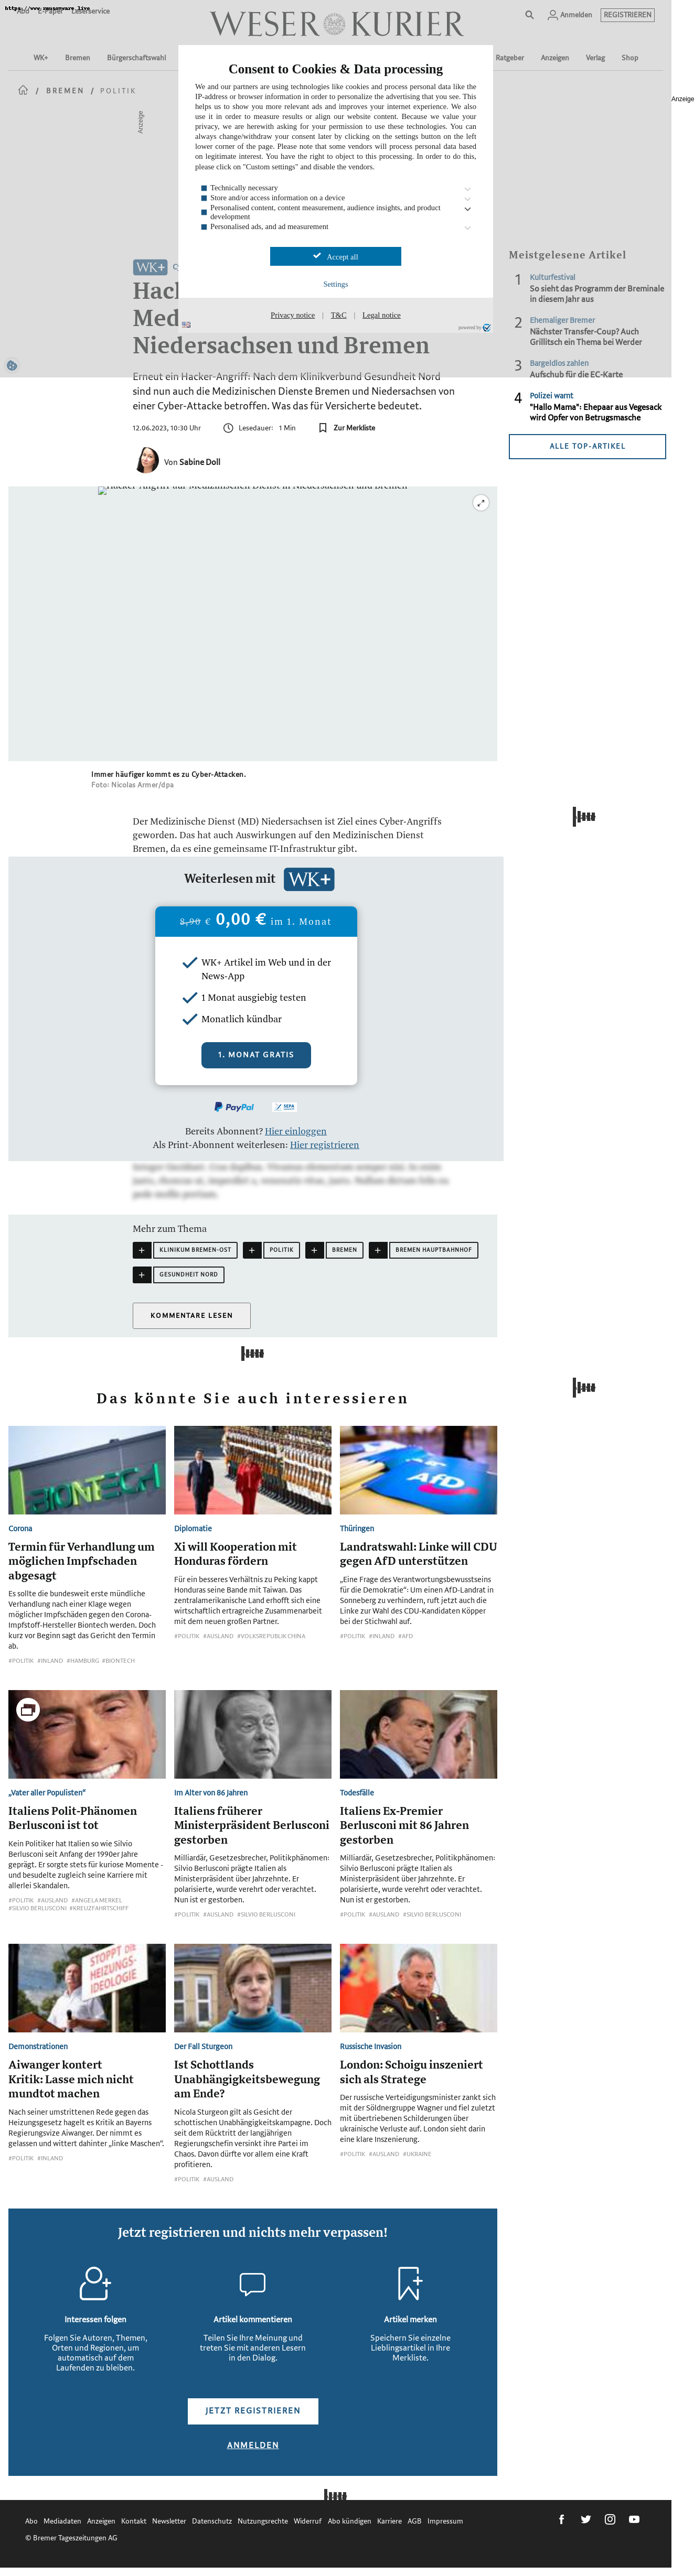 https://www.ransomware.live
Abo E-Paper Leserservice
WESER KURIER
Anmelden REGISTRIEREN
WK+ Bremen Bürgerschaftswahl
Ratgeber Anzeigen Verlag Shop
/ BREMEN / POLITIK
Anzeige
Anzeige
Consent to Cookies & Data processing
We and our partners are using technologies like cookies and process personal data like the
IP-address or browser information in order to personalize the advertising that you see. This
helps us to show you more relevant ads and improves your internet experience. We also
use it in order to measure results or align our website content. Because we value your
privacy, we are herewith asking for your permission to use these technologies. You can
always change/withdraw your consent later by clicking on the settings button on the left
lower corner of the page. Please note that some vendors will process personal data based
on legitimate interest. You have the right to object to this processing. In order to do this,
please click on "Custom settings" and disable the vendors.
Technically necessary
Store and/or access information on a device
Personalised content, content measurement, audience insights, and product
development
Personalised ads, and ad measurement
Accept all
Settings
Privacy notice | T&C | Legal notice
powered by
WK+
Hack
Med
Niedersachsen und Bremen
Erneut ein Hacker-Angriff: Nach dem Klinikverbund Gesundheit Nord
sind nun auch die Medizinischen Dienste Bremen und Niedersachsen von
einer Cyber-Attacke betroffen. Was das für Versicherte bedeutet.
12.06.2023, 10:30 Uhr Lesedauer: 1 Min Zur Merkliste
Von Sabine Doll
Meistgelesene Artikel
1 Kulturfestival
So sieht das Programm der Breminale
in diesem Jahr aus
2 Ehemaliger Bremer
Nächster Transfer-Coup? Auch
Grillitsch ein Thema bei Werder
3 Bargeldlos zahlen
Aufschub für die EC-Karte
4 Polizei warnt
"Hallo Mama": Ehepaar aus Vegesack
wird Opfer von Betrugsmasche
ALLE TOP-ARTIKEL
Hacker-Angriff auf Medizinischen Dienst in Niedersachsen und Bremen
Immer häufiger kommt es zu Cyber-Attacken.
Foto: Nicolas Armer/dpa
Der Medizinische Dienst (MD) Niedersachsen ist Ziel eines Cyber-Angriffs
geworden. Das hat auch Auswirkungen auf den Medizinischen Dienst
Bremen, da es eine gemeinsame IT-Infrastruktur gibt.
Weiterlesen mit WK+
8,90 € 0,00 € im 1. Monat
WK+ Artikel im Web und in der
News-App
1 Monat ausgiebig testen
Monatlich kündbar
1. MONAT GRATIS
PayPal SEPA
Bereits Abonnent? Hier einloggen
Als Print-Abonnent weiterlesen: Hier registrieren
Mehr zum Thema
+ KLINIKUM BREMEN-OST + POLITIK + BREMEN + BREMEN HAUPTBAHNHOF
+ GESUNDHEIT NORD
KOMMENTARE LESEN
Das könnte Sie auch interessieren
BIONTECH
AfD
Corona
Termin für Verhandlung um
möglichen Impfschaden
abgesagt
Es sollte die bundesweit erste mündliche
Verhandlung nach einer Klage wegen
möglicher Impfschäden gegen den Corona-
Impfstoff-Hersteller Biontech werden. Doch
kurz vor Beginn sagt das Gericht den Termin
ab.
#POLITIK #INLAND #HAMBURG #BIONTECH
Diplomatie
Xi will Kooperation mit
Honduras fördern
Für ein besseres Verhältnis zu Peking kappt
Honduras seine Bande mit Taiwan. Das
zentralamerikanische Land erhofft sich eine
wirtschaftlich ertragreiche Zusammenarbeit
mit dem neuen großen Partner.
#POLITIK #AUSLAND #VOLKSREPUBLIK CHINA
Thüringen
Landratswahl: Linke will CDU
gegen AfD unterstützen
„Eine Frage des Verantwortungsbewusstseins
für die Demokratie“: Um einen AfD-Landrat in
Sonneberg zu verhindern, ruft jetzt auch die
Linke zur Wahl des CDU-Kandidaten Köpper
bei der Stichwahl auf.
#POLITIK #INLAND #AFD
„Vater aller Populisten“
Italiens Polit-Phänomen
Berlusconi ist tot
Kein Politiker hat Italien so wie Silvio
Berlusconi seit Anfang der 1990er Jahre
geprägt. Er sorgte stets für kuriose Momente -
und besudelte zugleich seine Karriere mit
allerlei Skandalen.
#POLITIK #AUSLAND #ANGELA MERKEL
#SILVIO BERLUSCONI #KREUZFAHRTSCHIFF
Im Alter von 86 Jahren
Italiens früherer
Ministerpräsident Berlusconi
gestorben
Milliardär, Gesetzesbrecher, Politikphänomen:
Silvio Berlusconi prägte Italien als
Ministerpräsident über Jahrzehnte. Er
polarisierte, wurde verehrt oder verachtet.
Nun ist er gestorben.
#POLITIK #AUSLAND #SILVIO BERLUSCONI
Todesfälle
Italiens Ex-Premier
Berlusconi mit 86 Jahren
gestorben
Milliardär, Gesetzesbrecher, Politikphänomen:
Silvio Berlusconi prägte Italien als
Ministerpräsident über Jahrzehnte. Er
polarisierte, wurde verehrt oder verachtet.
Nun ist er gestorben.
#POLITIK #AUSLAND #SILVIO BERLUSCONI
STOPPT DIE
HEIZUNGS-
IDEOLOGIE
Demonstrationen
Aiwanger kontert
Kritik: Lasse mich nicht
mundtot machen
Nach seiner umstrittenen Rede gegen das
Heizungsgesetz hagelt es Kritik an Bayerns
Regierungsvize Aiwanger. Der nimmt es
gelassen und wittert dahinter „linke Maschen“.
#POLITIK #INLAND
Der Fall Sturgeon
Ist Schottlands
Unabhängigkeitsbewegung
am Ende?
Nicola Sturgeon gilt als Gesicht der
schottischen Unabhängigkeitskampagne. Doch
seit dem Rücktritt der langjährigen
Regierungschefin versinkt ihre Partei im
Chaos. Davon dürfte vor allem eine Kraft
profitieren.
#POLITIK #AUSLAND
Russische Invasion
London: Schoigu inszeniert
sich als Stratege
Der russische Verteidigungsminister zankt sich
mit der Söldnergruppe Wagner und fiel zuletzt
mit übertriebenen Schilderungen über
ukrainische Verluste auf. London sieht darin
eine klare Inszenierung.
#POLITIK #AUSLAND #UKRAINE
Jetzt registrieren und nichts mehr verpassen!
Interessen folgen
Folgen Sie Autoren, Themen,
Orten und Regionen, um
automatisch auf dem
Laufenden zu bleiben.
Artikel kommentieren
Teilen Sie Ihre Meinung und
treten Sie mit anderen Lesern
in den Dialog.
Artikel merken
Speichern Sie einzelne
Lieblingsartikel in Ihre
Merkliste.
JETZT REGISTRIEREN
ANMELDEN
Abo Mediadaten Anzeigen Kontakt Newsletter Datenschutz Nutzungsrechte Widerruf Abo kündigen Karriere AGB Impressum
© Bremer Tageszeitungen AG